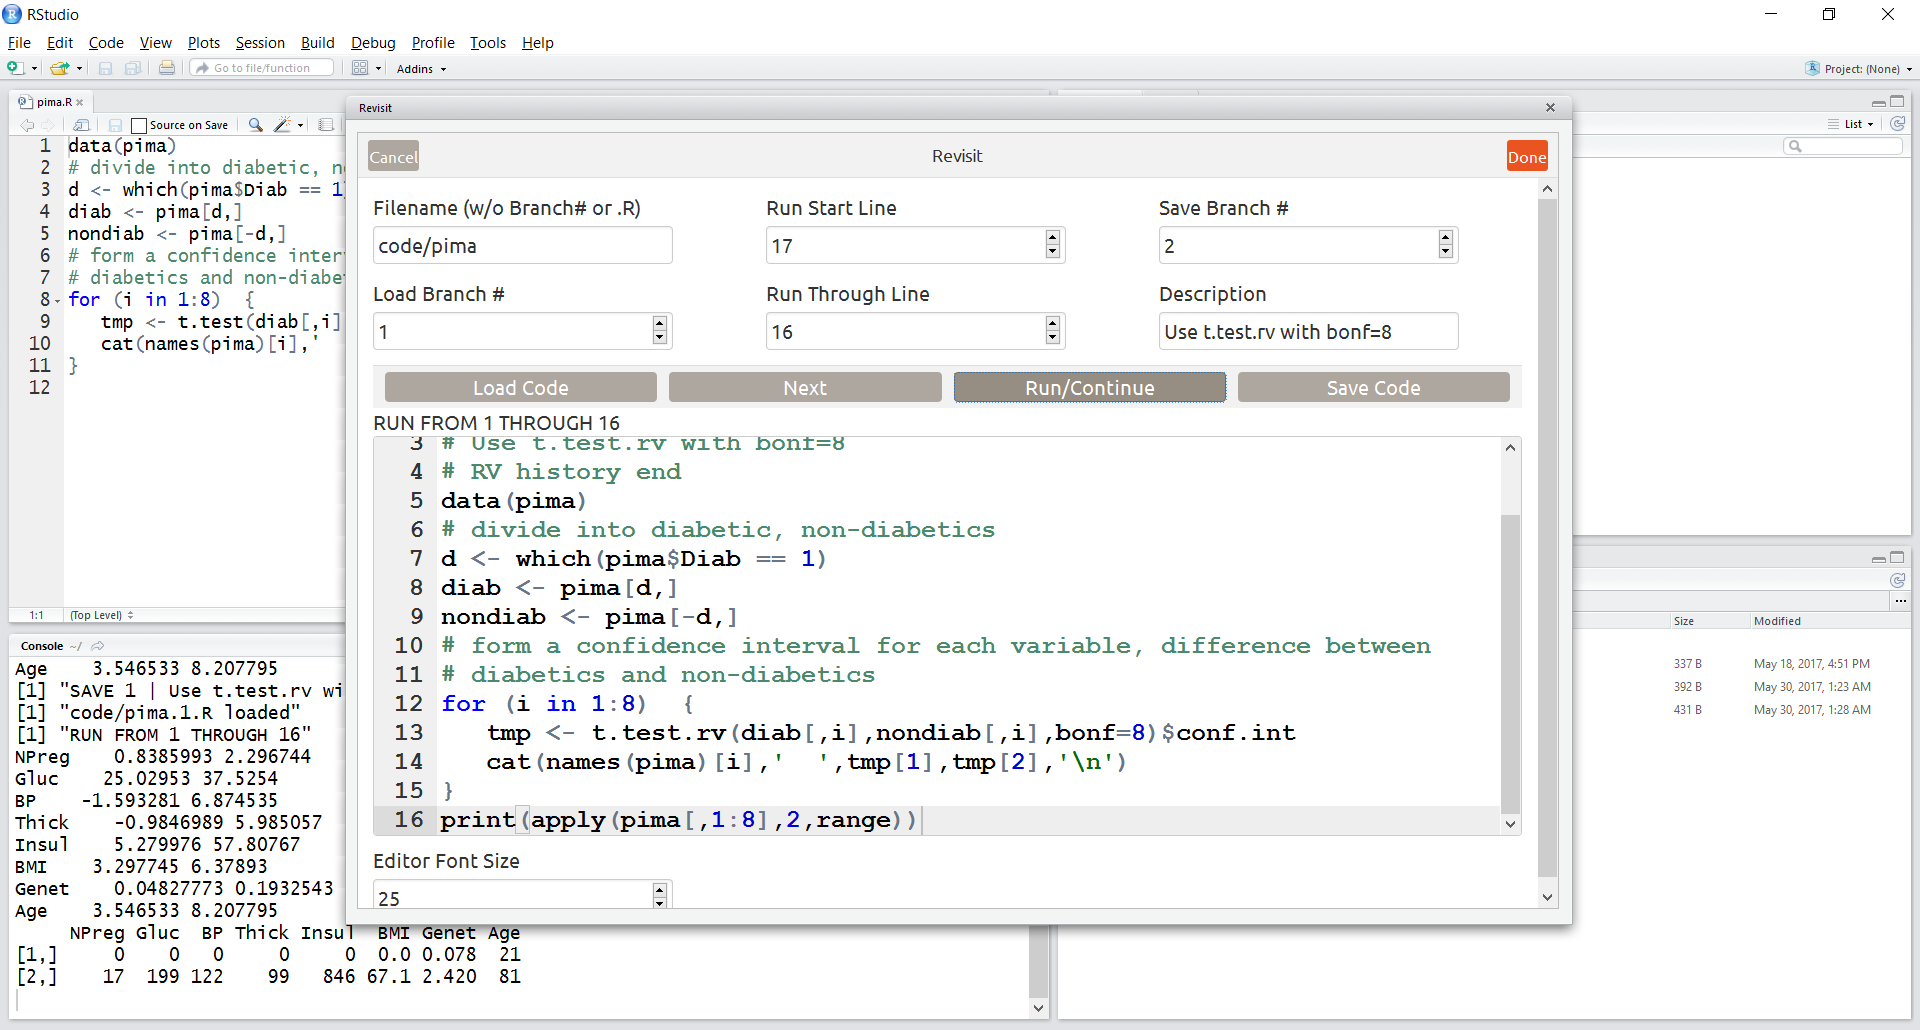 RStudio
File Edit Code View Plots Session Build Debug Profile Tools Help
Go to file/function Addins Project: (None)
pima.R
Source on Save
1 data(pima)
2 # divide into diabetic,
3 d <- which(pima$Diab == 1
4 diab <- pima[d,]
5 nondiab <- pima[-d,]
6 # form a confidence inter
7 # diabetics and non-diabe
8 for (i in 1:8)  {
9    tmp <- t.test(diab[,i]
10    cat(names(pima)[i],'
11 }
12
1:1 (Top Level)
Console ~/
Age 3.546533 8.207795
[1] "SAVE 1 | Use t.test.rv wi
[1] "code/pima.1.R loaded"
[1] "RUN FROM 1 THROUGH 16"
NPreg 0.8385993 2.296744
Gluc 25.02953 37.5254
BP -1.593281 6.874535
Thick -0.9846989 5.985057
Insul 5.279976 57.80767
BMI 3.297745 6.37893
Genet 0.04827773 0.1932543
Age 3.546533 8.207795
NPreg Gluc BP Thick Insul BMI Genet Age
[1,] 0 0 0 0 0 0.0 0.078 21
[2,] 17 199 122 99 846 67.1 2.420 81
Revisit
Cancel Revisit Done
Filename (w/o Branch# or .R) Run Start Line Save Branch #
code/pima 17 2
Load Branch # Run Through Line Description
1 16 Use t.test.rv with bonf=8
Load Code Next Run/Continue Save Code
RUN FROM 1 THROUGH 16
3 # Use t.test.rv with bonf=8
4 # RV history end
5 data(pima)
6 # divide into diabetic, non-diabetics
7 d <- which(pima$Diab == 1)
8 diab <- pima[d,]
9 nondiab <- pima[-d,]
10 # form a confidence interval for each variable, difference between
11 # diabetics and non-diabetics
12 for (i in 1:8)  {
13    tmp <- t.test.rv(diab[,i],nondiab[,i],bonf=8)$conf.int
14    cat(names(pima)[i],'  ',tmp[1],tmp[2],'\n')
15 }
16 print(apply(pima[,1:8],2,range))
Editor Font Size
25
List
Size Modified
337 B May 18, 2017, 4:51 PM
392 B May 30, 2017, 1:23 AM
431 B May 30, 2017, 1:28 AM